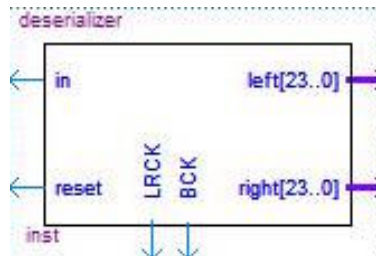 deserializer
in left[23..0]
LRCK
BCK
reset right[23..0]
inst